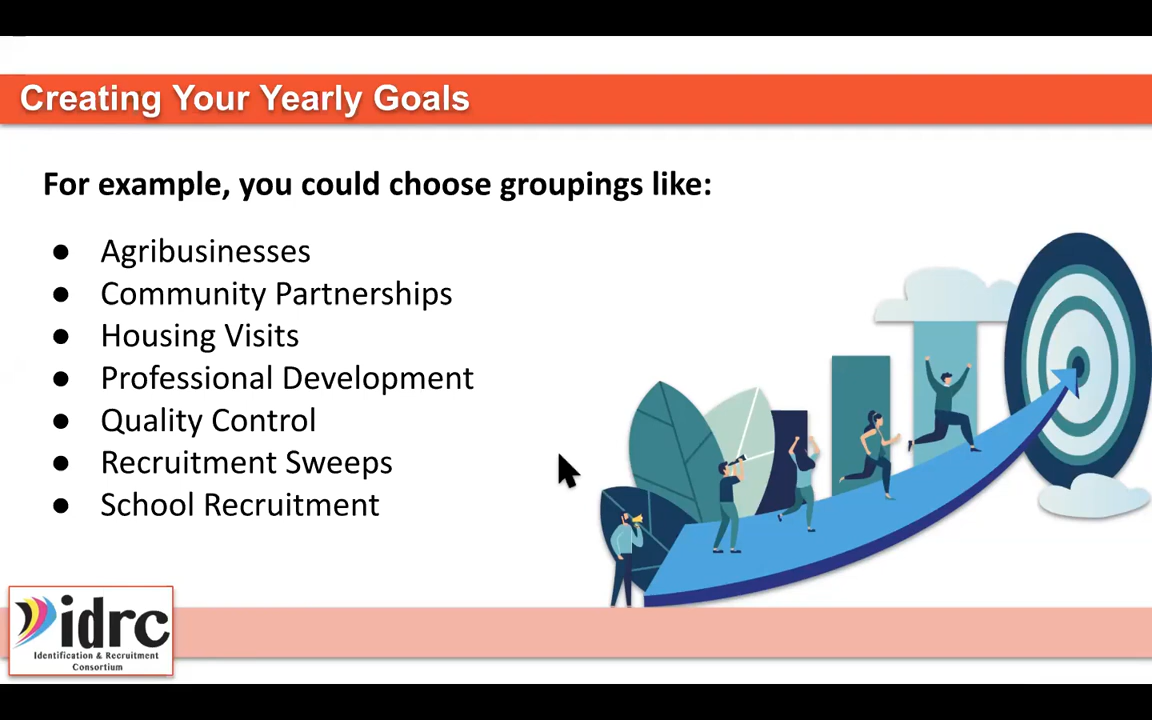 Creating Your Yearly Goals
For example, you could choose groupings like:
● Agribusinesses
● Community Partnerships
● Housing Visits
● Professional Development
● Quality Control
● Recruitment Sweeps
● School Recruitment
idrc
Identification & Recruitment
Consortium